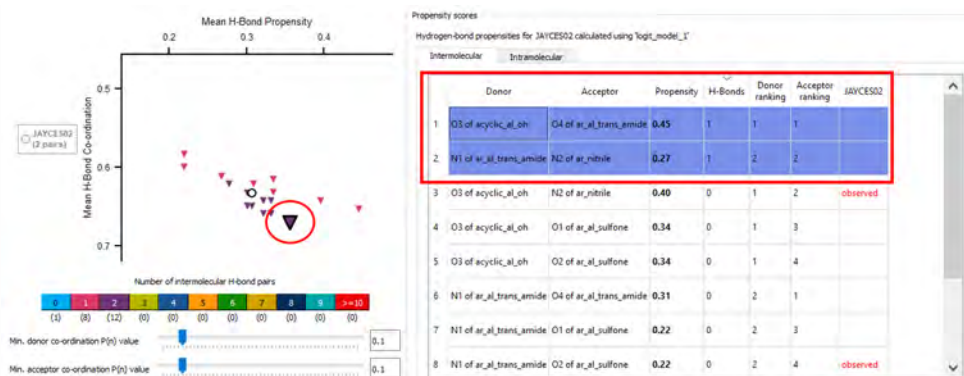 Mean H-Bond Propensity
0.2 0.3 0.4
Mean H-Bond Co-ordination
0.5
0.6
0.7
JAYCES02
(2 pairs)
Number of intermolecular H-bond pairs
0 1 2 3 4 5 6 7 8 9 >=10
(1) (8) (12) (0) (0) (0) (0) (0) (0) (0) (0)
Min. donor co-ordination P(n) value 0.1
Min. acceptor co-ordination P(n) value 0.1
Propensity scores
Hydrogen-bond propensities for JAYCES02 calculated using 'logit_model_1'
Intermolecular Intramolecular
Donor Acceptor Propensity H-Bonds Donor ranking Acceptor ranking JAYCES02
1 O3 of acyclic_al_oh O4 of ar_al_trans_amide 0.45 1 1 1
2 N1 of ar_al_trans_amide N2 of ar_nitrile 0.27 1 2 2
3 O3 of acyclic_al_oh N2 of ar_nitrile 0.40 0 1 2 observed
4 O3 of acyclic_al_oh O1 of ar_al_sulfone 0.34 0 1 3
5 O3 of acyclic_al_oh O2 of ar_al_sulfone 0.34 0 1 4
6 N1 of ar_al_trans_amide O4 of ar_al_trans_amide 0.31 0 2 1
7 N1 of ar_al_trans_amide O1 of ar_al_sulfone 0.22 0 2 3
8 N1 of ar_al_trans_amide O2 of ar_al_sulfone 0.22 0 2 4 observed